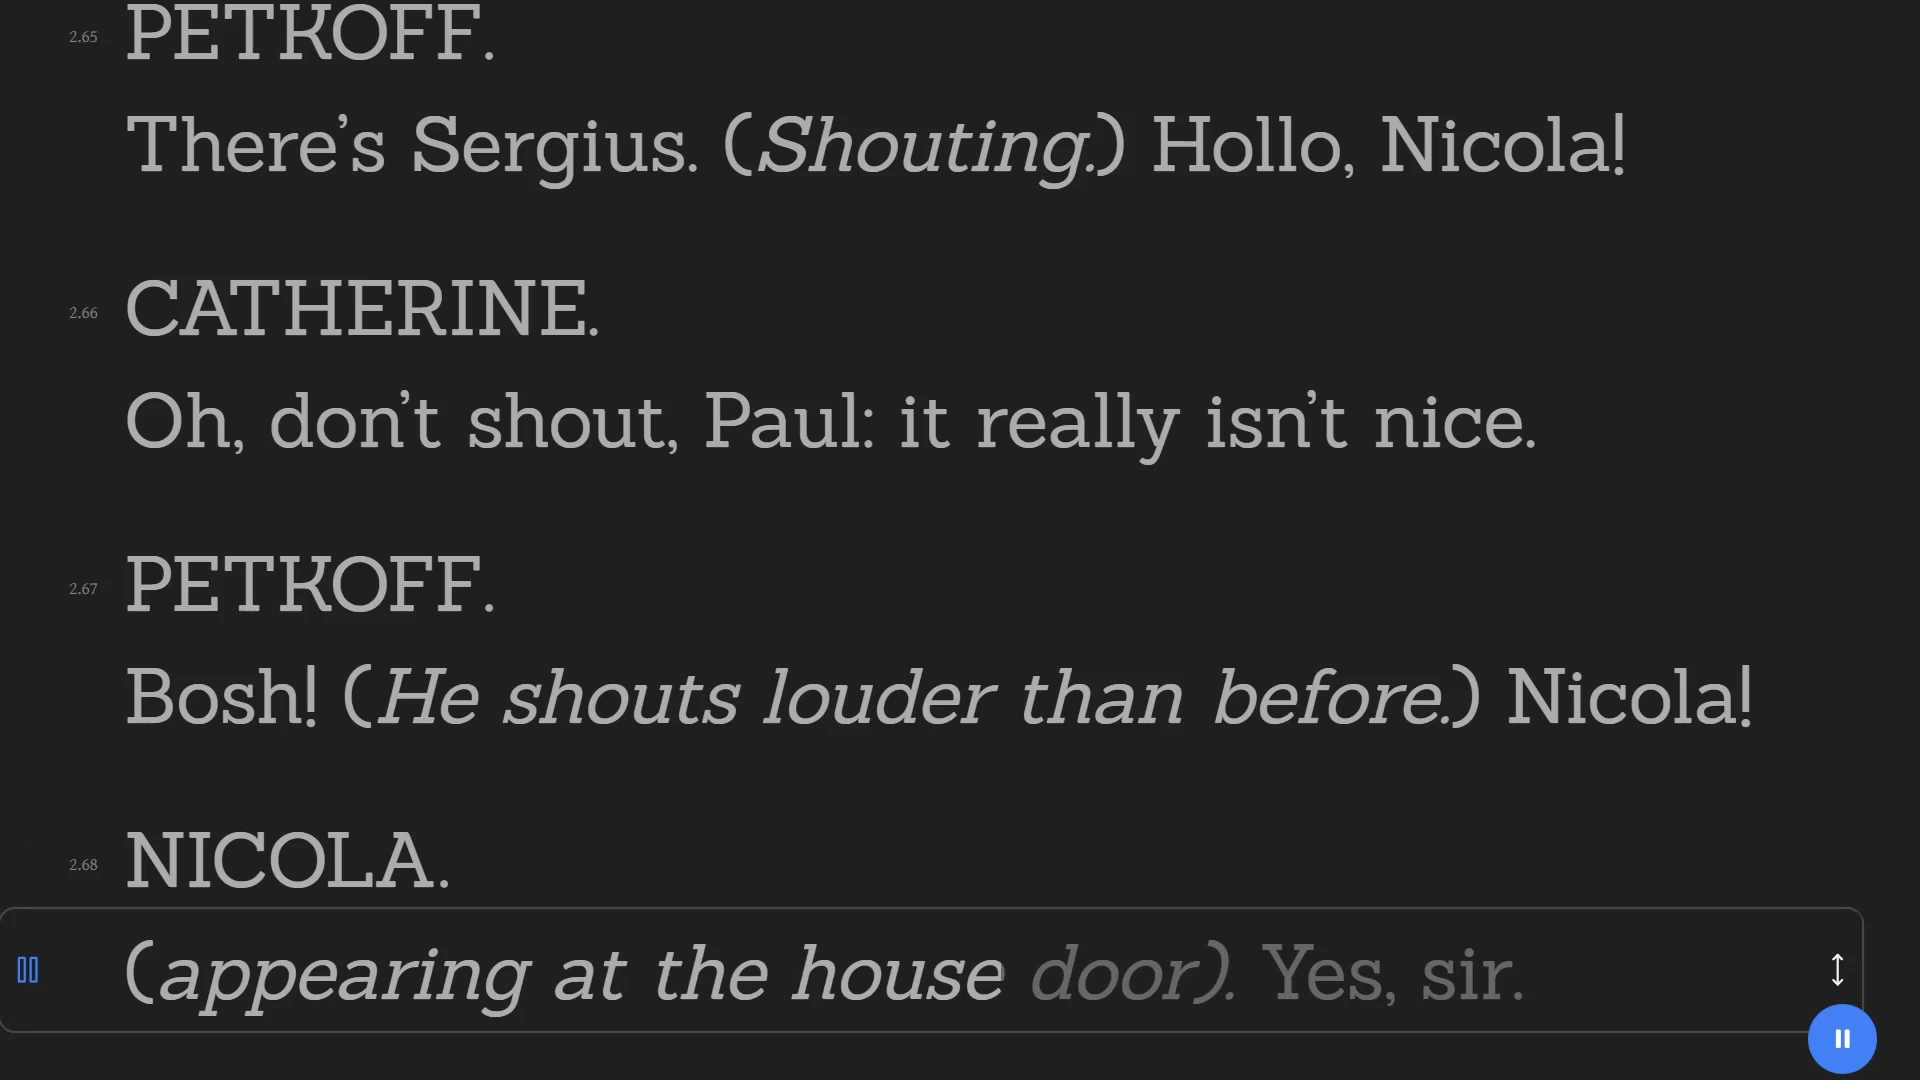 2.65 PETKOFF.
There’s Sergius. (Shouting.) Hollo, Nicola!
2.66 CATHERINE.
Oh, don’t shout, Paul: it really isn’t nice.
2.67 PETKOFF.
Bosh! (He shouts louder than before.) Nicola!
2.68 NICOLA.
(appearing at the house door). Yes, sir.